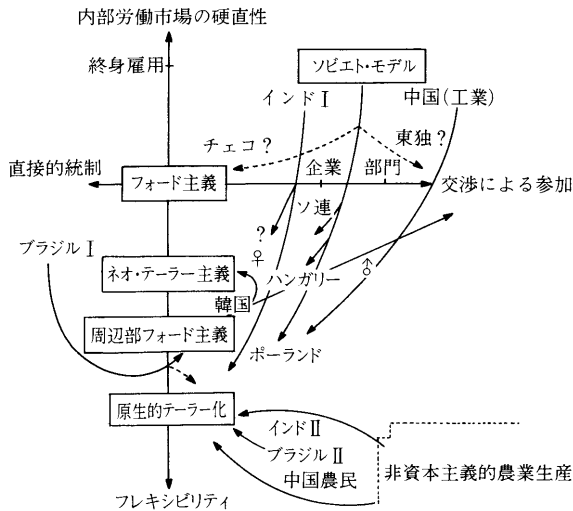 内部労働市場の硬直性
終身雇用
ソビエト・モデル
インドⅠ
中国(工業)
チェコ?
東独?
直接的統制
フォード主義
企業
部門
交渉による参加
ソ連
?
♀
ブラジルⅠ
ネオ・テーラー主義
ハンガリー
♂
韓国
周辺部フォード主義
ポーランド
原生的テーラー化
インドⅡ
ブラジルⅡ
中国農民
非資本主義的農業生産
フレキシビリティ